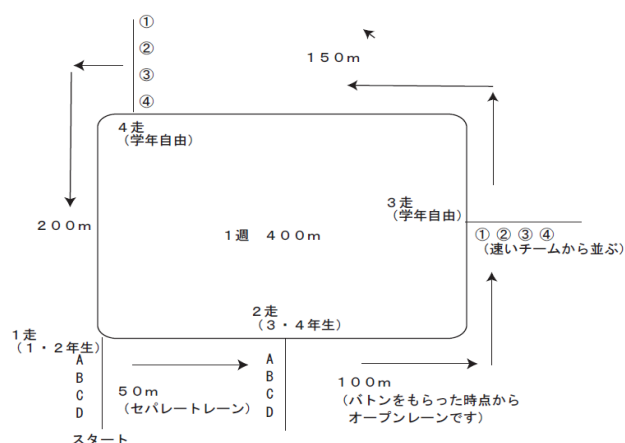 ①
②
③
④
150m
4走
(学年自由)
200m
1週 400m
3走
(学年自由)
① ② ③ ④
(速いチームから並ぶ)
2走
(3・4年生)
1走
(1・2年生)
A
B
C
D
スタート
50m
(セパレートレーン)
A
B
C
D
100m
(バトンをもらった時点から
オープンレーンです)